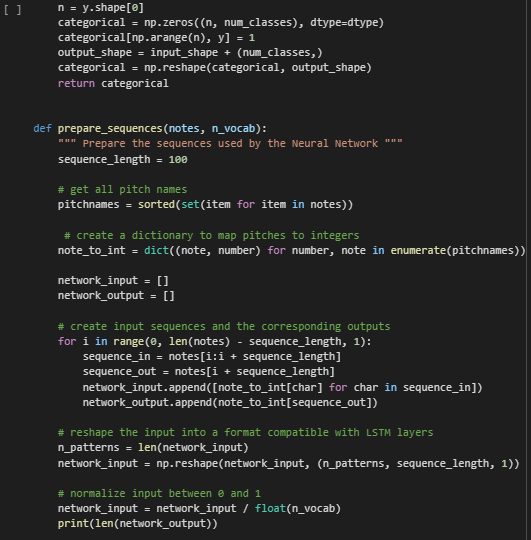 [ ] n = y.shape[0]
categorical = np.zeros((n, num_classes), dtype=dtype)
categorical[np.arange(n), y] = 1
output_shape = input_shape + (num_classes,)
categorical = np.reshape(categorical, output_shape)
return categorical
def prepare_sequences(notes, n_vocab):
""" Prepare the sequences used by the Neural Network """
sequence_length = 100
# get all pitch names
pitchnames = sorted(set(item for item in notes))
# create a dictionary to map pitches to integers
note_to_int = dict((note, number) for number, note in enumerate(pitchnames))
network_input = []
network_output = []
# create input sequences and the corresponding outputs
for i in range(0, len(notes) - sequence_length, 1):
sequence_in = notes[i:i + sequence_length]
sequence_out = notes[i + sequence_length]
network_input.append([note_to_int[char] for char in sequence_in])
network_output.append(note_to_int[sequence_out])
# reshape the input into a format compatible with LSTM layers
n_patterns = len(network_input)
network_input = np.reshape(network_input, (n_patterns, sequence_length, 1))
# normalize input between 0 and 1
network_input = network_input / float(n_vocab)
print(len(network_output))